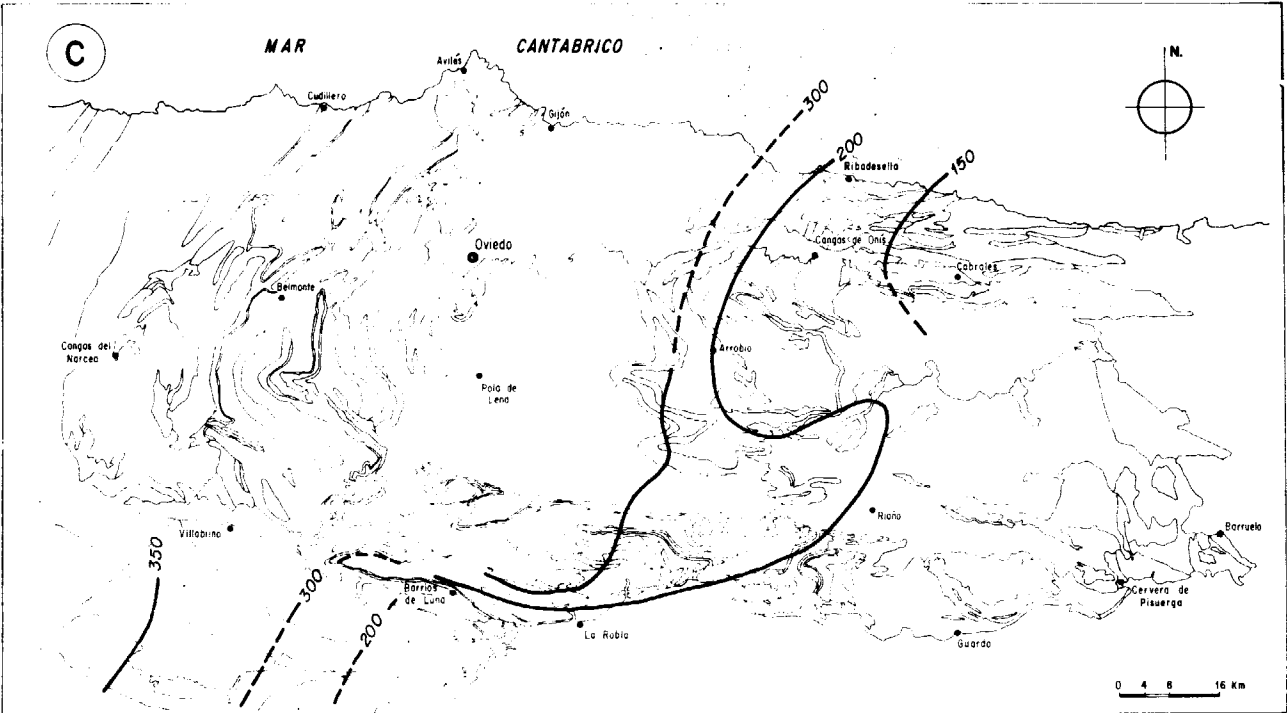 C
MAR CANTABRICO
N.
Avilés
Cudillero
Gijón
300
200
Ribadesella
150
Oviedo
Cangas de Onis
Cabrales
Belmonte
Cangas del
Narcea
Arrobio
Pola de
Lena
Villablino
Riaño
Barruelo
350
300
200
Barrios
de Luna
La Robla
Cervera de
Pisuerga
Guardo
0 4 8 16 Km